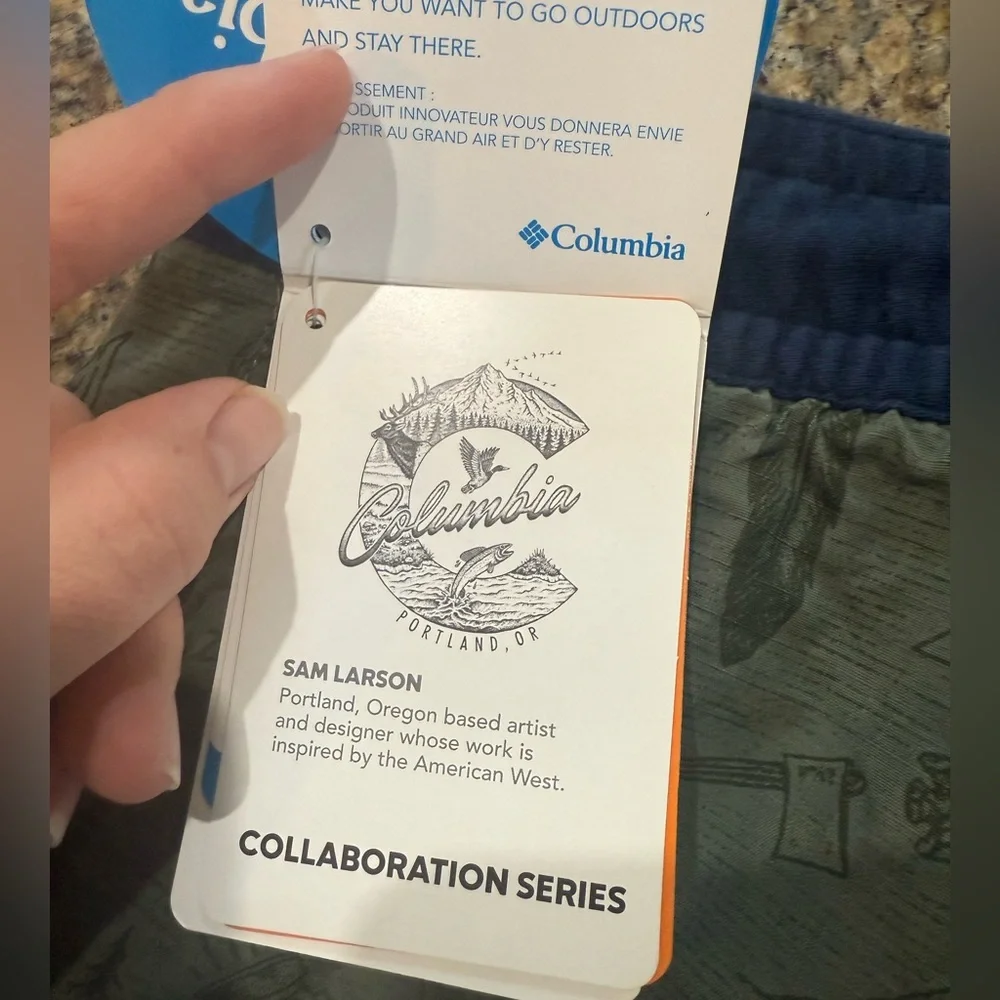 MAKE YOU WANT TO GO OUTDOORS
AND STAY THERE.
SSEMENT :
ODUIT INNOVATEUR VOUS DONNERA ENVIE
ORTIR AU GRAND AIR ET D'Y RESTER.
Columbia
Columbia
PORTLAND, OR
SAM LARSON
Portland, Oregon based artist
and designer whose work is
inspired by the American West.
COLLABORATION SERIES